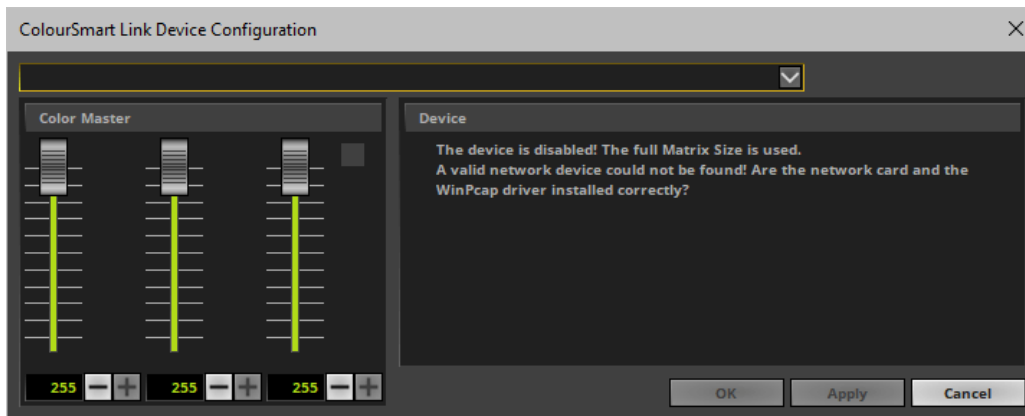 ColourSmart Link Device Configuration
Color Master
Device
The device is disabled! The full Matrix Size is used.
A valid network device could not be found! Are the network card and the
WinPcap driver installed correctly?
255 255 255
OK Apply Cancel